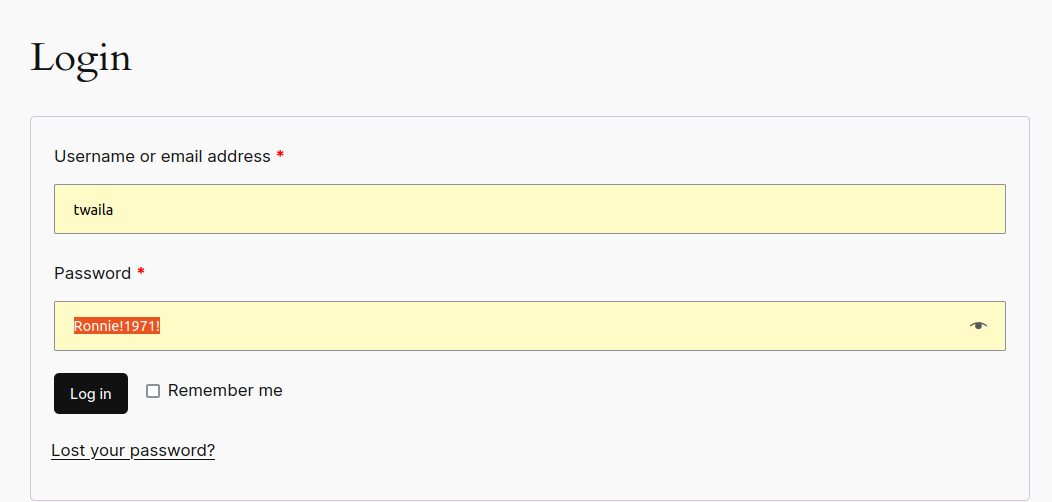 Login
Username or email address *
twaila
Password *
Ronnie!1971!
Log in
Remember me
Lost your password?